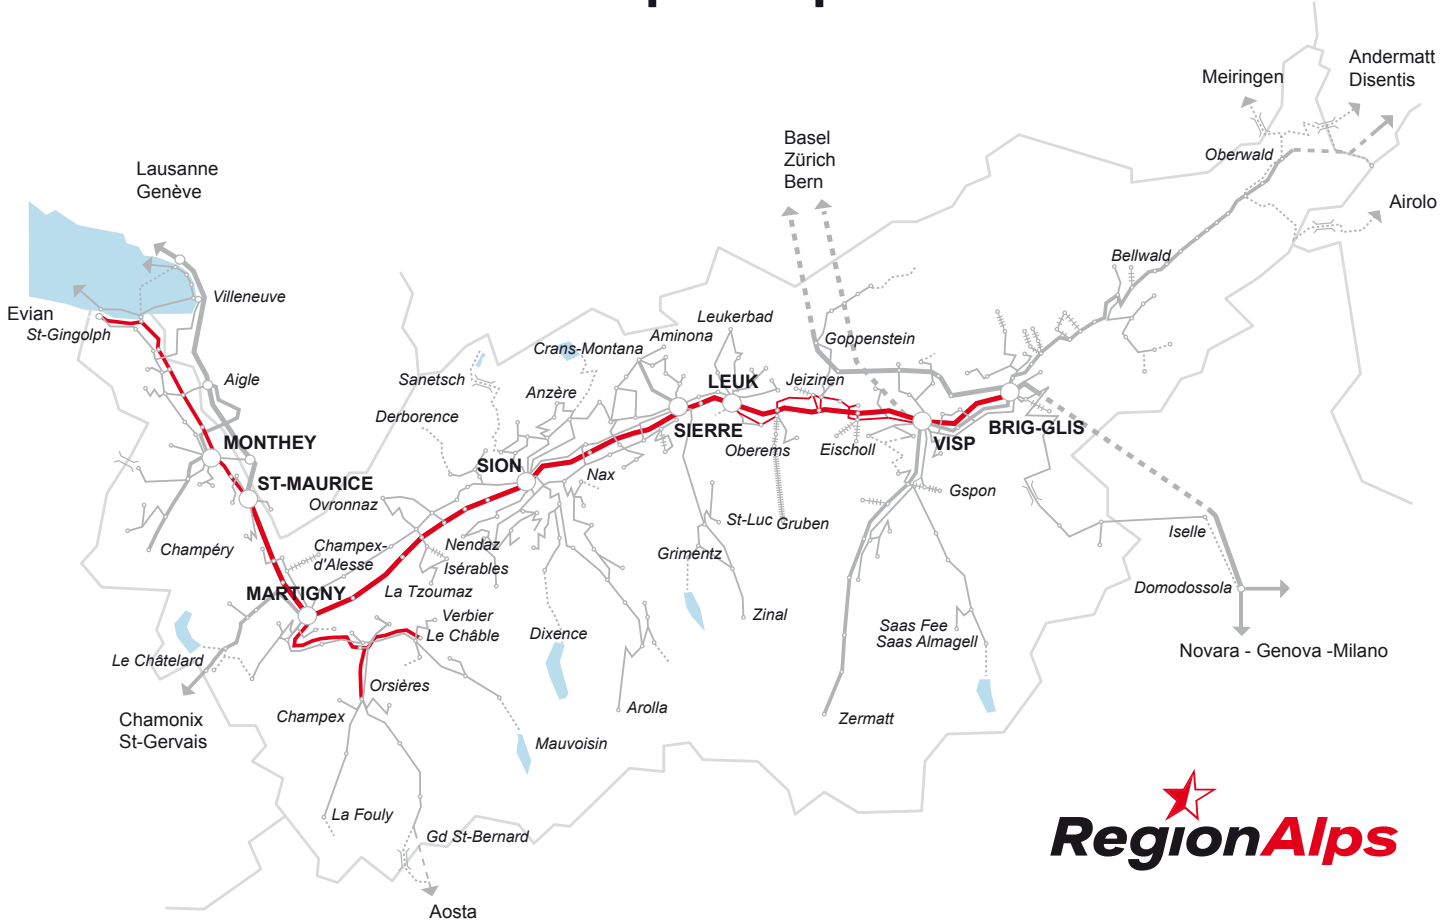 Andermatt
Disentis
Meiringen
Basel
Zürich
Bern
Oberwald
Lausanne
Genève
Airolo
Bellwald
Villeneuve
Evian
St-Gingolph
Leukerbad
Aminona
Goppenstein
Crans-Montana
Aigle
Sanetsch
LEUK
Jeizinen
Anzère
Derborence
SIERRE
BRIG-GLIS
MONTHEY
VISP
Oberems
Eischoll
SION
Nax
ST-MAURICE
Ovronnaz
Gspon
St-Luc
Gruben
Iselle
Champéry
Champex-
d'Alesse
Nendaz
Isérables
Grimentz
MARTIGNY
La Tzoumaz
Domodossola
Verbier
Le Châble
Zinal
Dixence
Saas Fee
Saas Almagell
Novara - Genova -Milano
Le Châtelard
Orsières
Arolla
Champex
Chamonix
St-Gervais
Zermatt
Mauvoisin
La Fouly
Gd St-Bernard
RegionAlps
Aosta